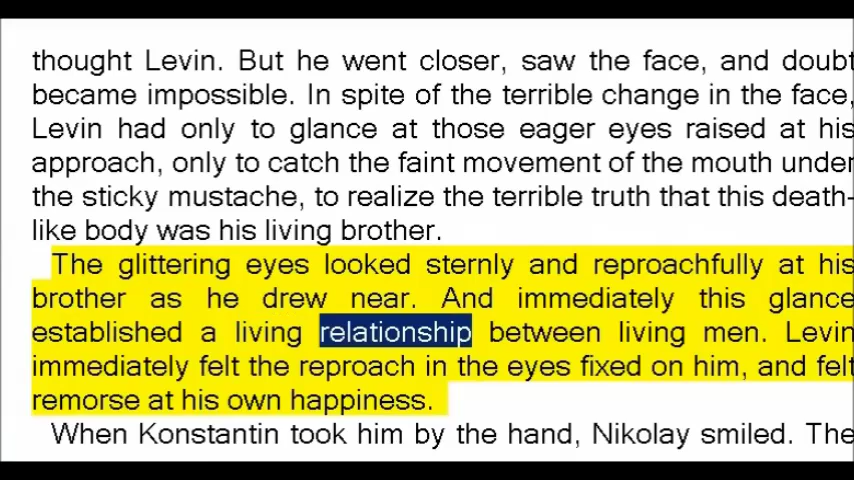 thought Levin. But he went closer, saw the face, and doubt
became impossible. In spite of the terrible change in the face,
Levin had only to glance at those eager eyes raised at his
approach, only to catch the faint movement of the mouth under
the sticky mustache, to realize the terrible truth that this death-
like body was his living brother.
The glittering eyes looked sternly and reproachfully at his
brother as he drew near. And immediately this glance
established a living relationship between living men. Levin
immediately felt the reproach in the eyes fixed on him, and felt
remorse at his own happiness.
When Konstantin took him by the hand, Nikolay smiled. The